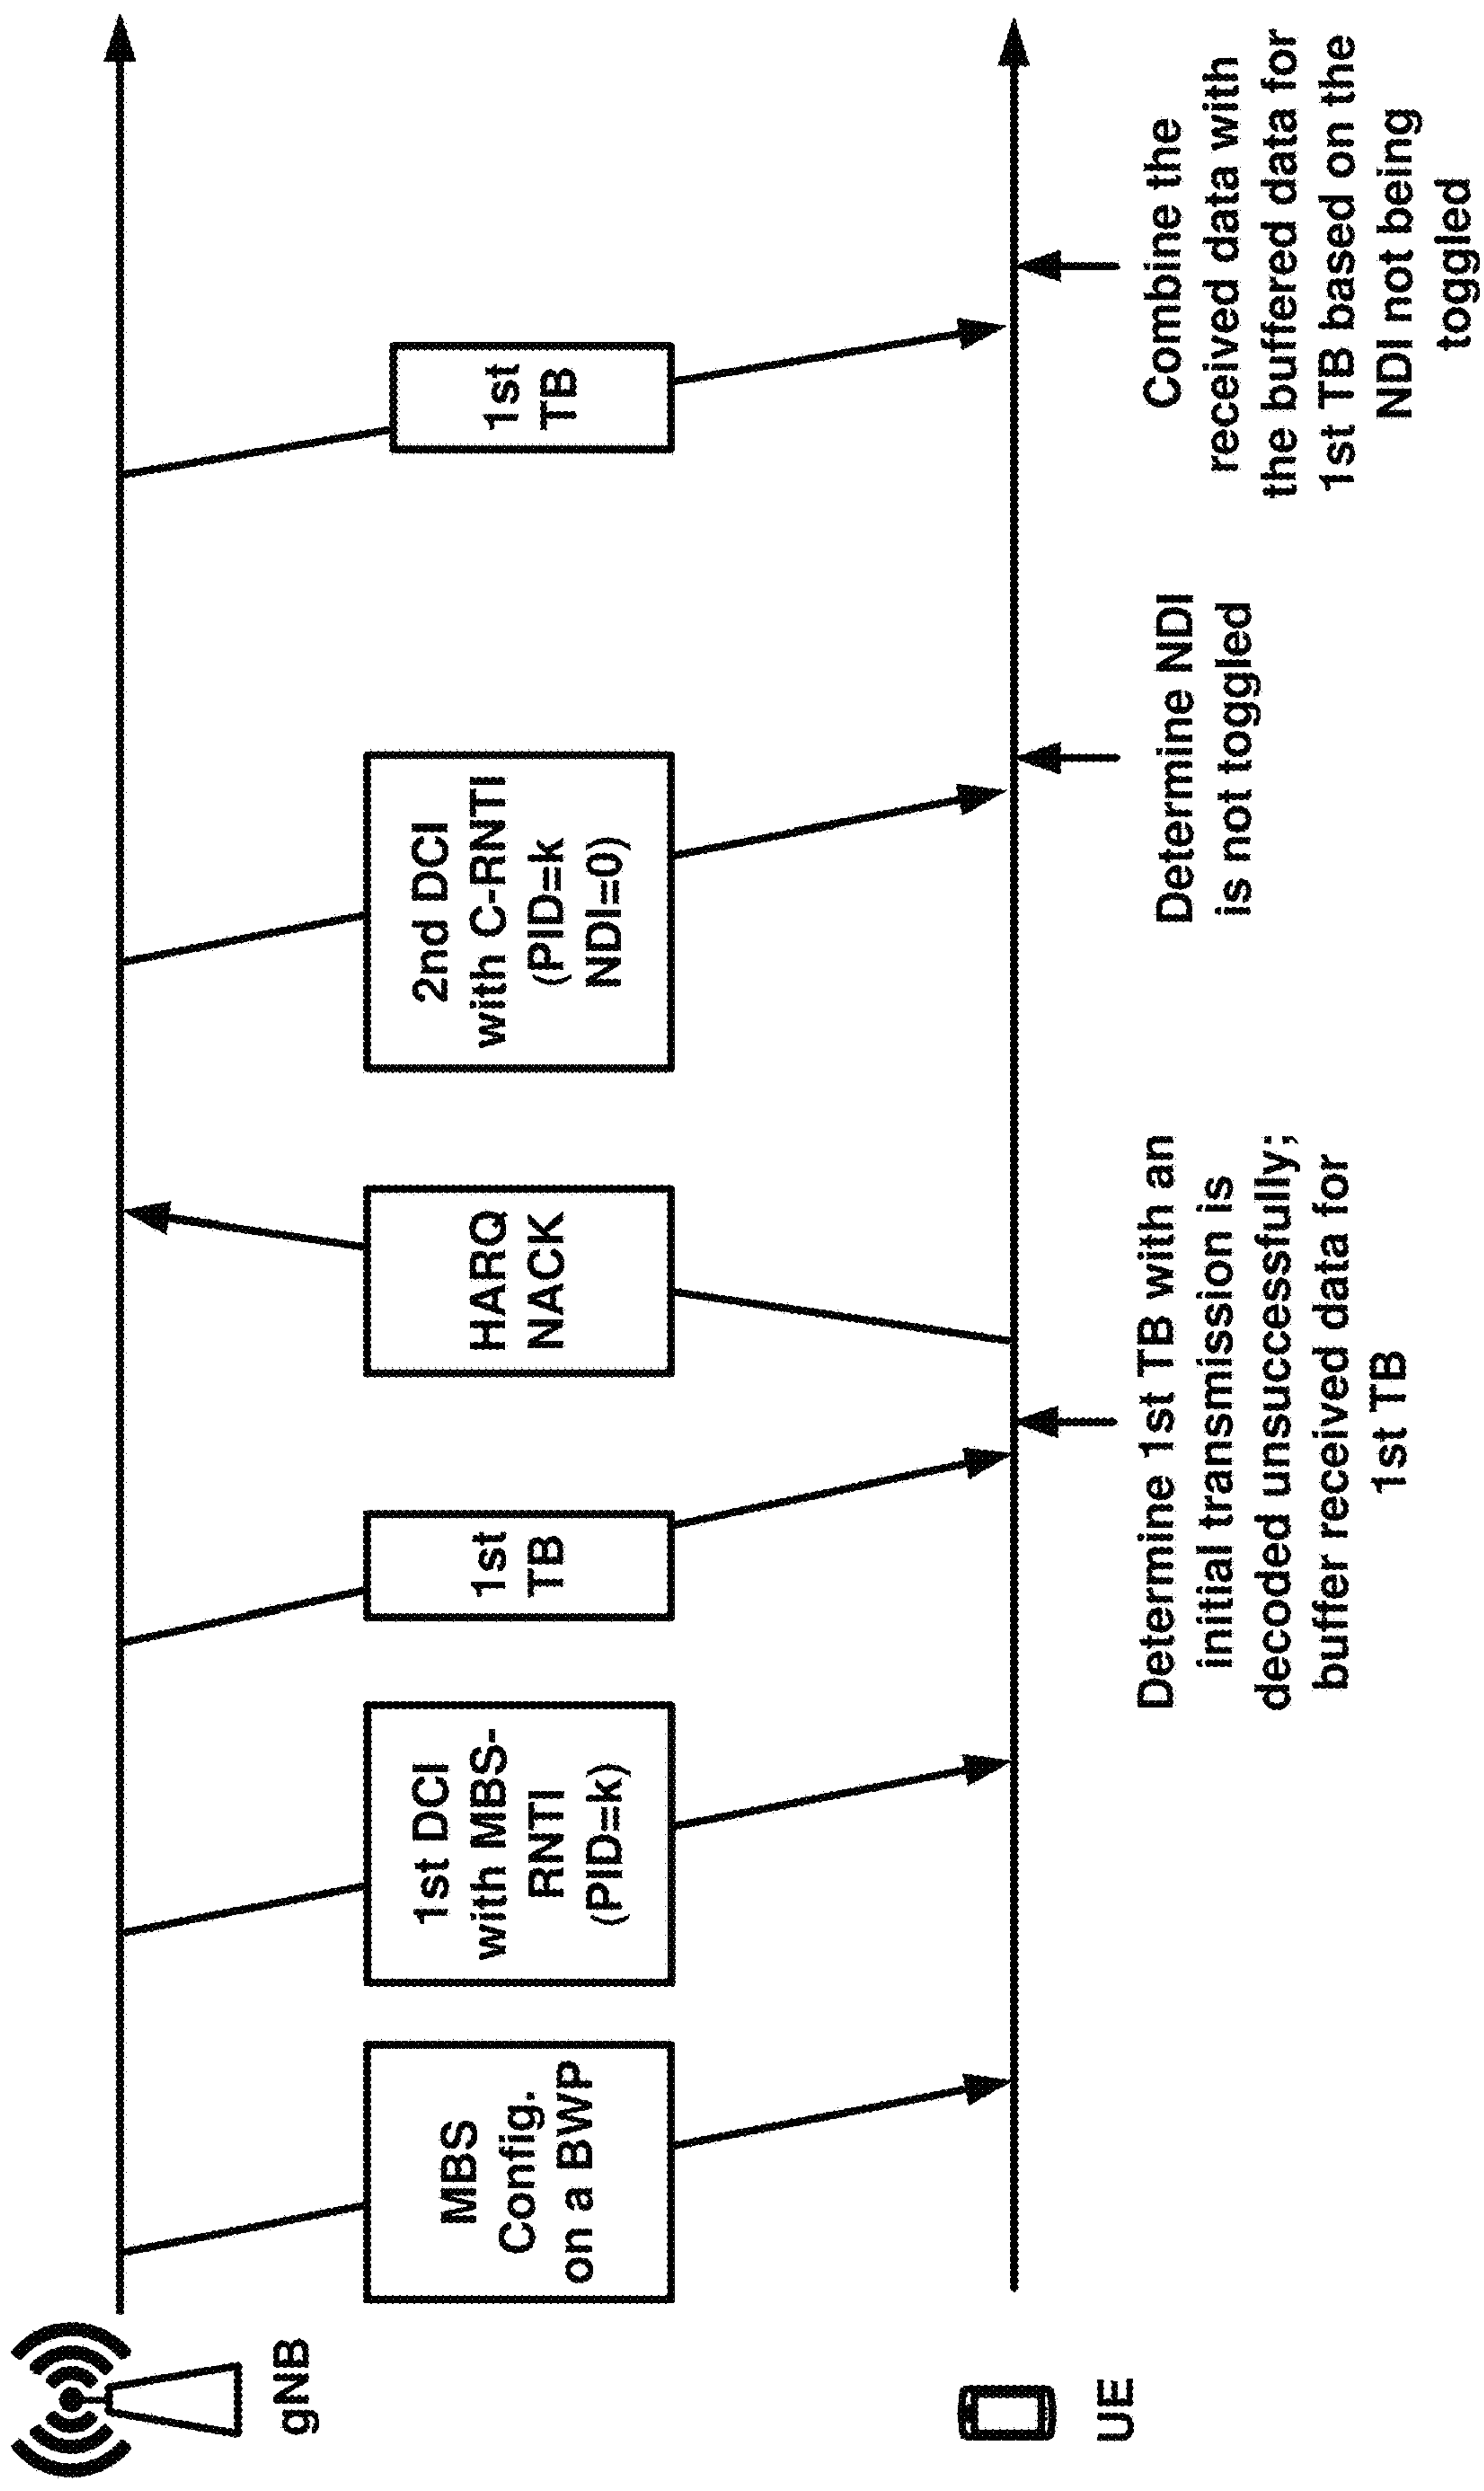 gNB
MBS
Config.
on a BWP
1st DCI
with MBS-
RNTI
(PID=k)
1st
TB
HARQ
NACK
2nd DCI
with C-RNTI
(PID=k
NDI=0)
1st
TB
UE
Determine 1st TB with an
initial transmission is
decoded unsuccessfully;
buffer received data for
1st TB
Determine NDI
is not toggled
Combine the
received data with
the buffered data for
1st TB based on the
NDI not being
toggled